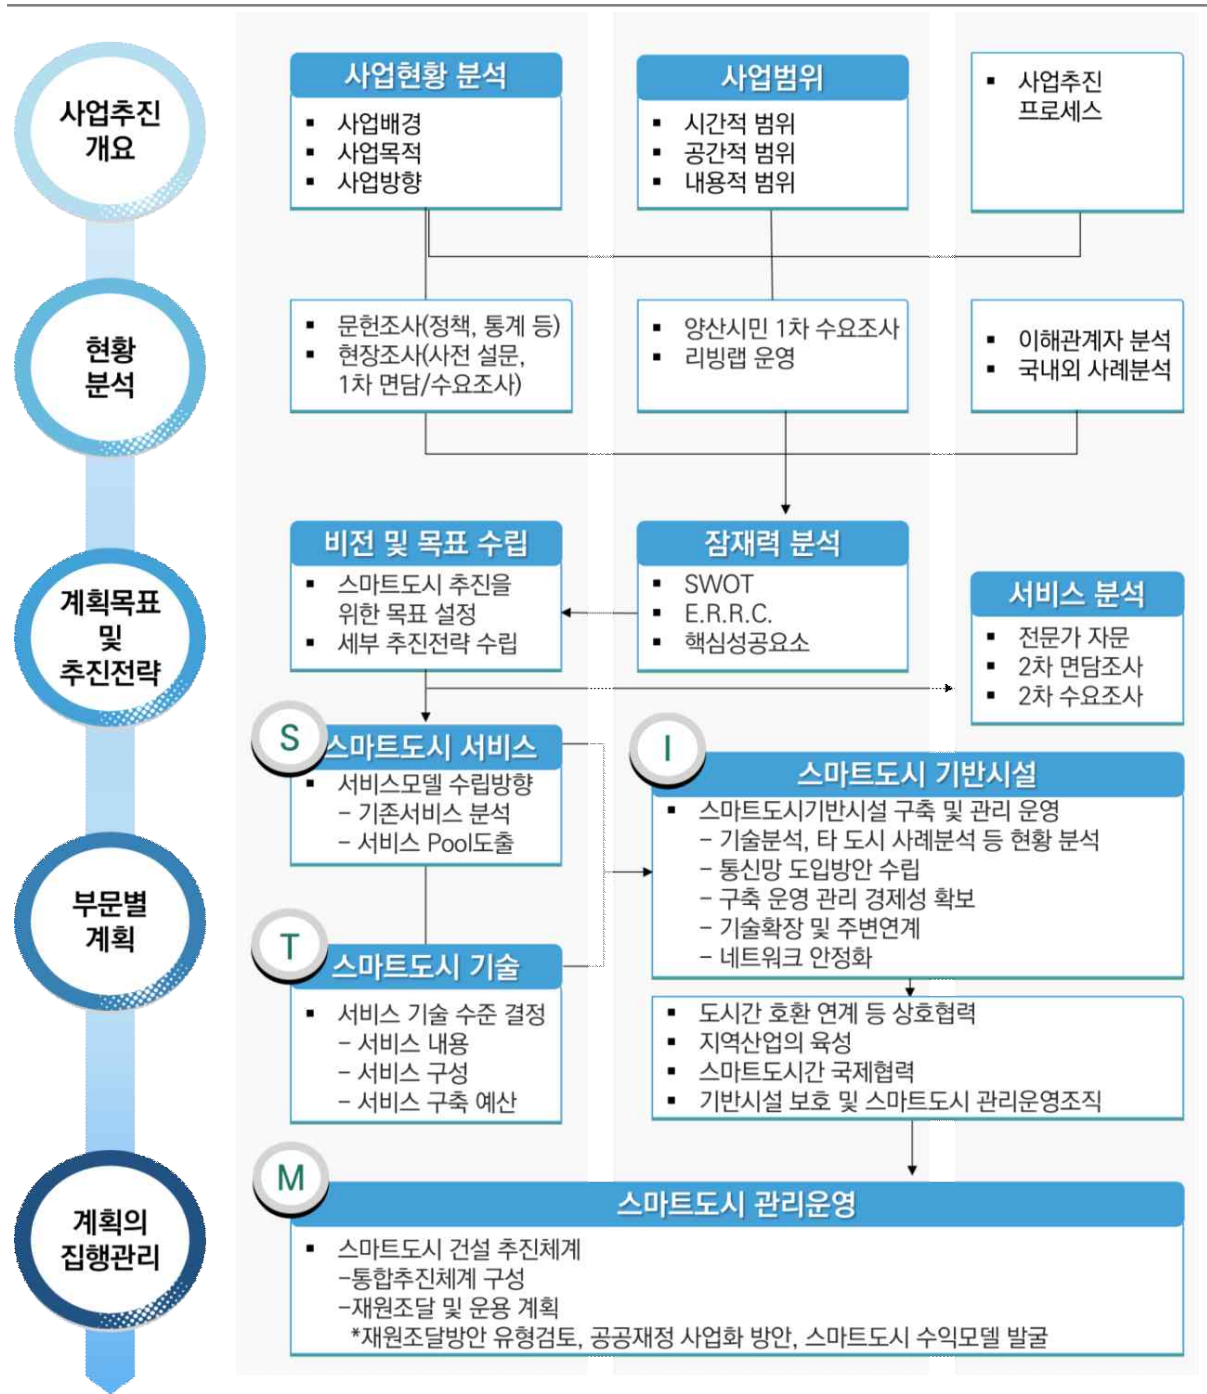 사업추진
개요
사업현황 분석
▪ 사업배경
▪ 사업목적
▪ 사업방향
사업범위
▪ 시간적 범위
▪ 공간적 범위
▪ 내용적 범위
▪ 사업추진
프로세스
현황
분석
▪ 문헌조사(정책, 통계 등)
▪ 현장조사(사전 설문,
1차 면담/수요조사)
▪ 양산시민 1차 수요조사
▪ 리빙랩 운영
▪ 이해관계자 분석
▪ 국내외 사례분석
계획목표
및
추진전략
비전 및 목표 수립
▪ 스마트도시 추진을
위한 목표 설정
▪ 세부 추진전략 수립
잠재력 분석
▪ SWOT
▪ E.R.R.C.
▪ 핵심성공요소
서비스 분석
▪ 전문가 자문
▪ 2차 면담조사
▪ 2차 수요조사
부문별
계획
S
스마트도시 서비스
▪ 서비스모델 수립방향
– 기존서비스 분석
– 서비스 Pool도출
T
스마트도시 기술
▪ 서비스 기술 수준 결정
– 서비스 내용
– 서비스 구성
– 서비스 구축 예산
I
스마트도시 기반시설
▪ 스마트도시기반시설 구축 및 관리 운영
– 기술분석, 타 도시 사례분석 등 현황 분석
– 통신망 도입방안 수립
– 구축 운영 관리 경제성 확보
– 기술확장 및 주변연계
– 네트워크 안정화
▪ 도시간 호환 연계 등 상호협력
▪ 지역산업의 육성
▪ 스마트도시간 국제협력
▪ 기반시설 보호 및 스마트도시 관리운영조직
계획의
집행관리
M
스마트도시 관리운영
▪ 스마트도시 건설 추진체계
–통합추진체계 구성
–재원조달 및 운용 계획
*재원조달방안 유형검토, 공공재정 사업화 방안, 스마트도시 수익모델 발굴